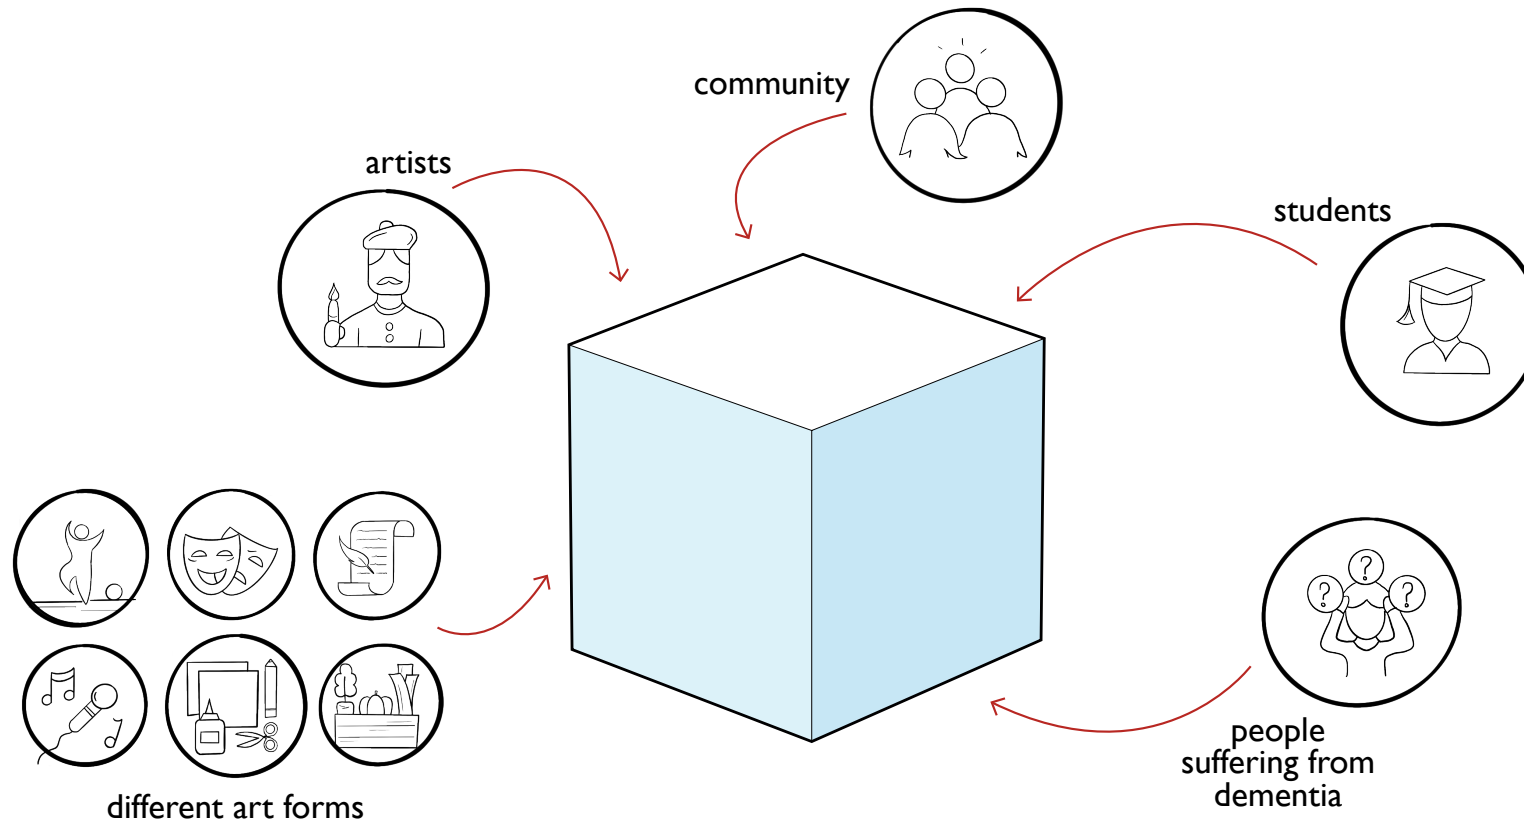 community
artists
students
people
suffering from
dementia
different art forms
? ? ?